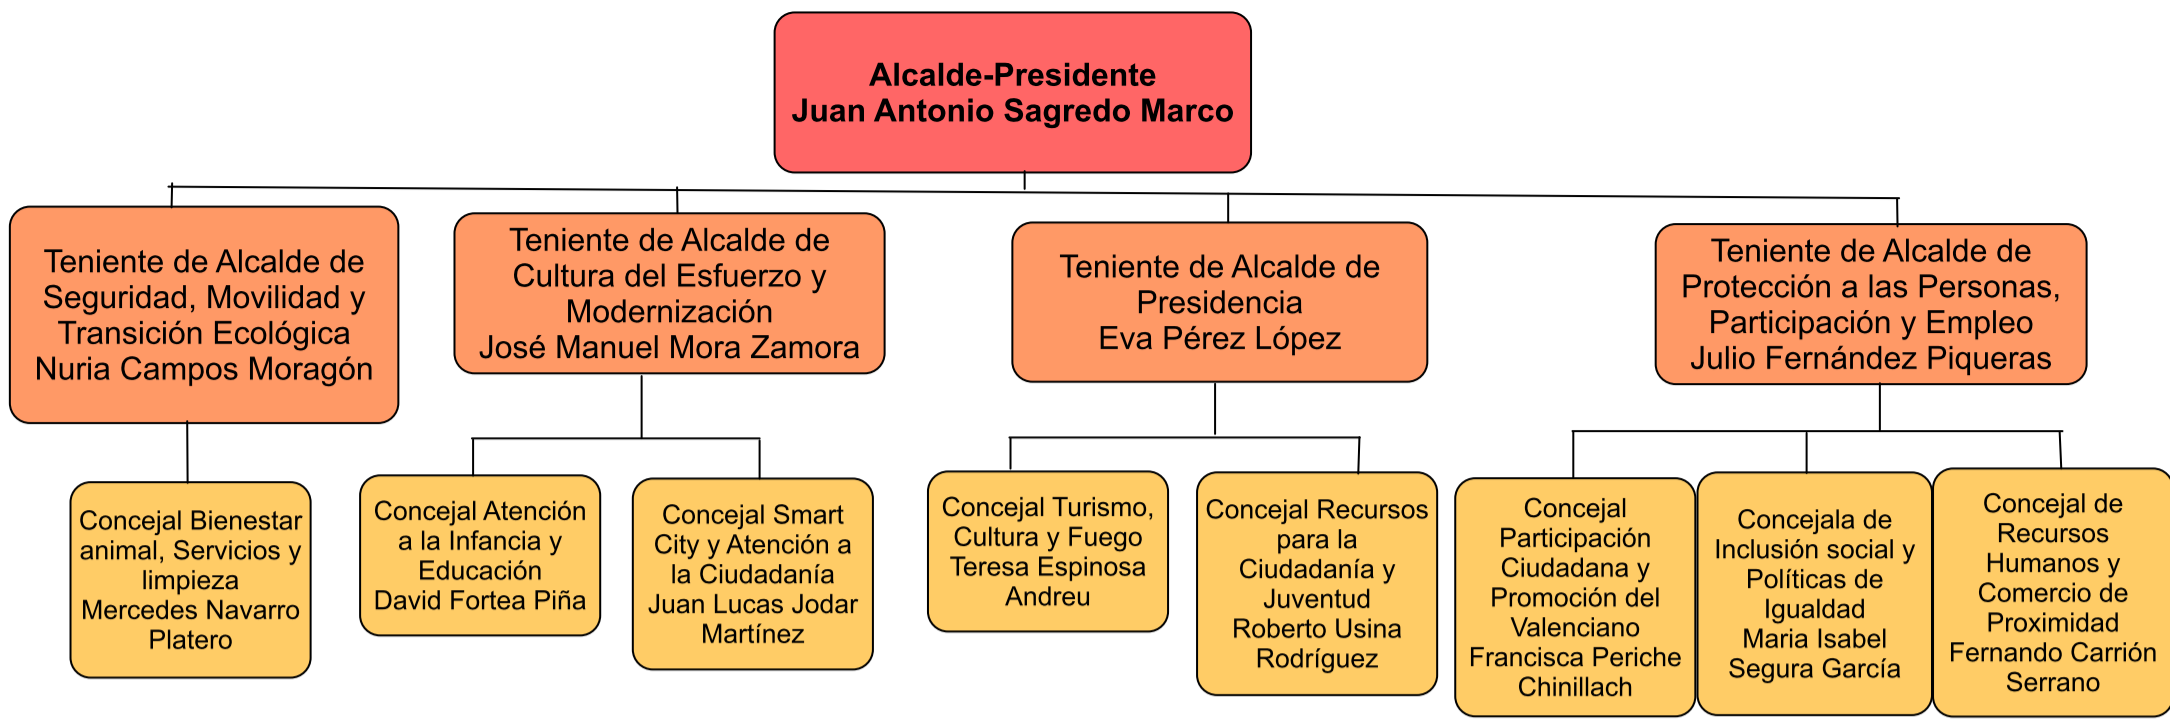 Alcalde-Presidente
Juan Antonio Sagredo Marco
Teniente de Alcalde de
Seguridad, Movilidad y
Transición Ecológica
Nuria Campos Moragón
Teniente de Alcalde de
Cultura del Esfuerzo y
Modernización
José Manuel Mora Zamora
Teniente de Alcalde de
Presidencia
Eva Pérez López
Teniente de Alcalde de
Protección a las Personas,
Participación y Empleo
Julio Fernández Piqueras
Concejal Bienestar
animal, Servicios y
limpieza
Mercedes Navarro
Platero
Concejal Atención
a la Infancia y
Educación
David Fortea Piña
Concejal Smart
City y Atención a
la Ciudadanía
Juan Lucas Jodar
Martínez
Concejal Turismo,
Cultura y Fuego
Teresa Espinosa
Andreu
Concejal Recursos
para la
Ciudadanía y
Juventud
Roberto Usina
Rodríguez
Concejal
Participación
Ciudadana y
Promoción del
Valenciano
Francisca Periche
Chinillach
Concejala de
Inclusión social y
Políticas de
Igualdad
Maria Isabel
Segura García
Concejal de
Recursos
Humanos y
Comercio de
Proximidad
Fernando Carrión
Serrano